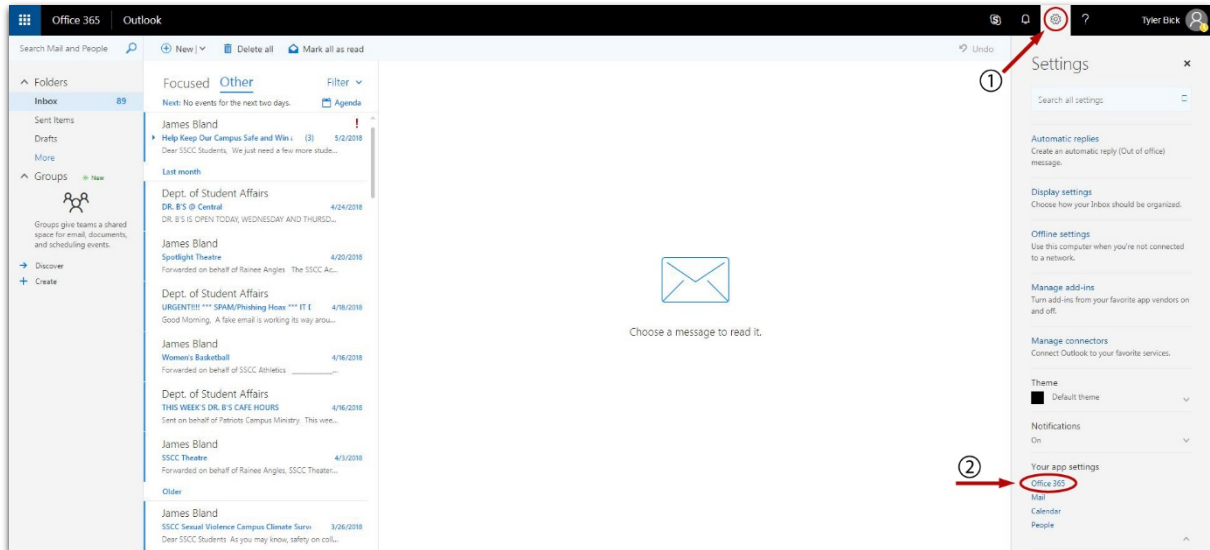 Office 365 Outlook Tyler Bick
Search Mail and People
New
Delete all
Mark all as read
Undo
Folders
Inbox 89
Sent Items
Drafts
More
Groups New
Groups give teams a shared
space for email, documents,
and scheduling events.
Discover
Create
Focused Other Filter
Next: No events for the next two days. Agenda
James Bland !
Help Keep Our Campus Safe and Win (3) 5/2/2018
Dear SSCC Students, We just need a few more stude...
Last month
Dept. of Student Affairs
DR. B'S @ Central 4/24/2018
DR. B'S IS OPEN TODAY, WEDNESDAY AND THURSD...
James Bland
Spotlight Theatre 4/20/2018
Forwarded on behalf of Rainee Angles The SSCC Ac...
Dept. of Student Affairs
URGENT!!!! *** SPAM/Phishing Hoax *** IT 4/18/2018
Good Morning, A fake email is working its way arou...
James Bland
Women's Basketball 4/16/2018
Forwarded on behalf of SSCC Athletics __________...
Dept. of Student Affairs
THIS WEEK'S DR. B'S CAFE HOURS 4/16/2018
Sent on behalf of Patriots Campus Ministry. This wee...
James Bland
SSCC Theatre 4/3/2018
Forwarded on behalf of Rainee Angles, SSCC Theater...
Older
James Bland
SSCC Sexual Violence Campus Climate Surv 3/26/2018
Dear SSCC Students As you may know, safety on coll...
Choose a message to read it.
①
Settings
Search all settings
Automatic replies
Create an automatic reply (Out of office)
message.
Display settings
Choose how your Inbox should be organized.
Offline settings
Use this computer when you're not connected
to a network.
Manage add-ins
Turn add-ins from your favorite app vendors on
and off.
Manage connectors
Connect Outlook to your favorite services.
Theme
Default theme
Notifications
On
Your app settings
②
Office 365
Mail
Calendar
People